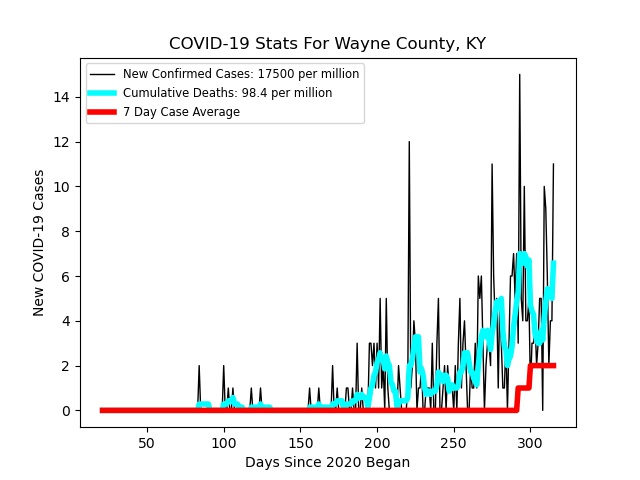 COVID-19 Stats For Wayne County, KY
New Confirmed Cases: 17500 per million
Cumulative Deaths: 98.4 per million
7 Day Case Average
14
12
10
8
6
4
2
0
New COVID-19 Cases
50 100 150 200 250 300
Days Since 2020 Began